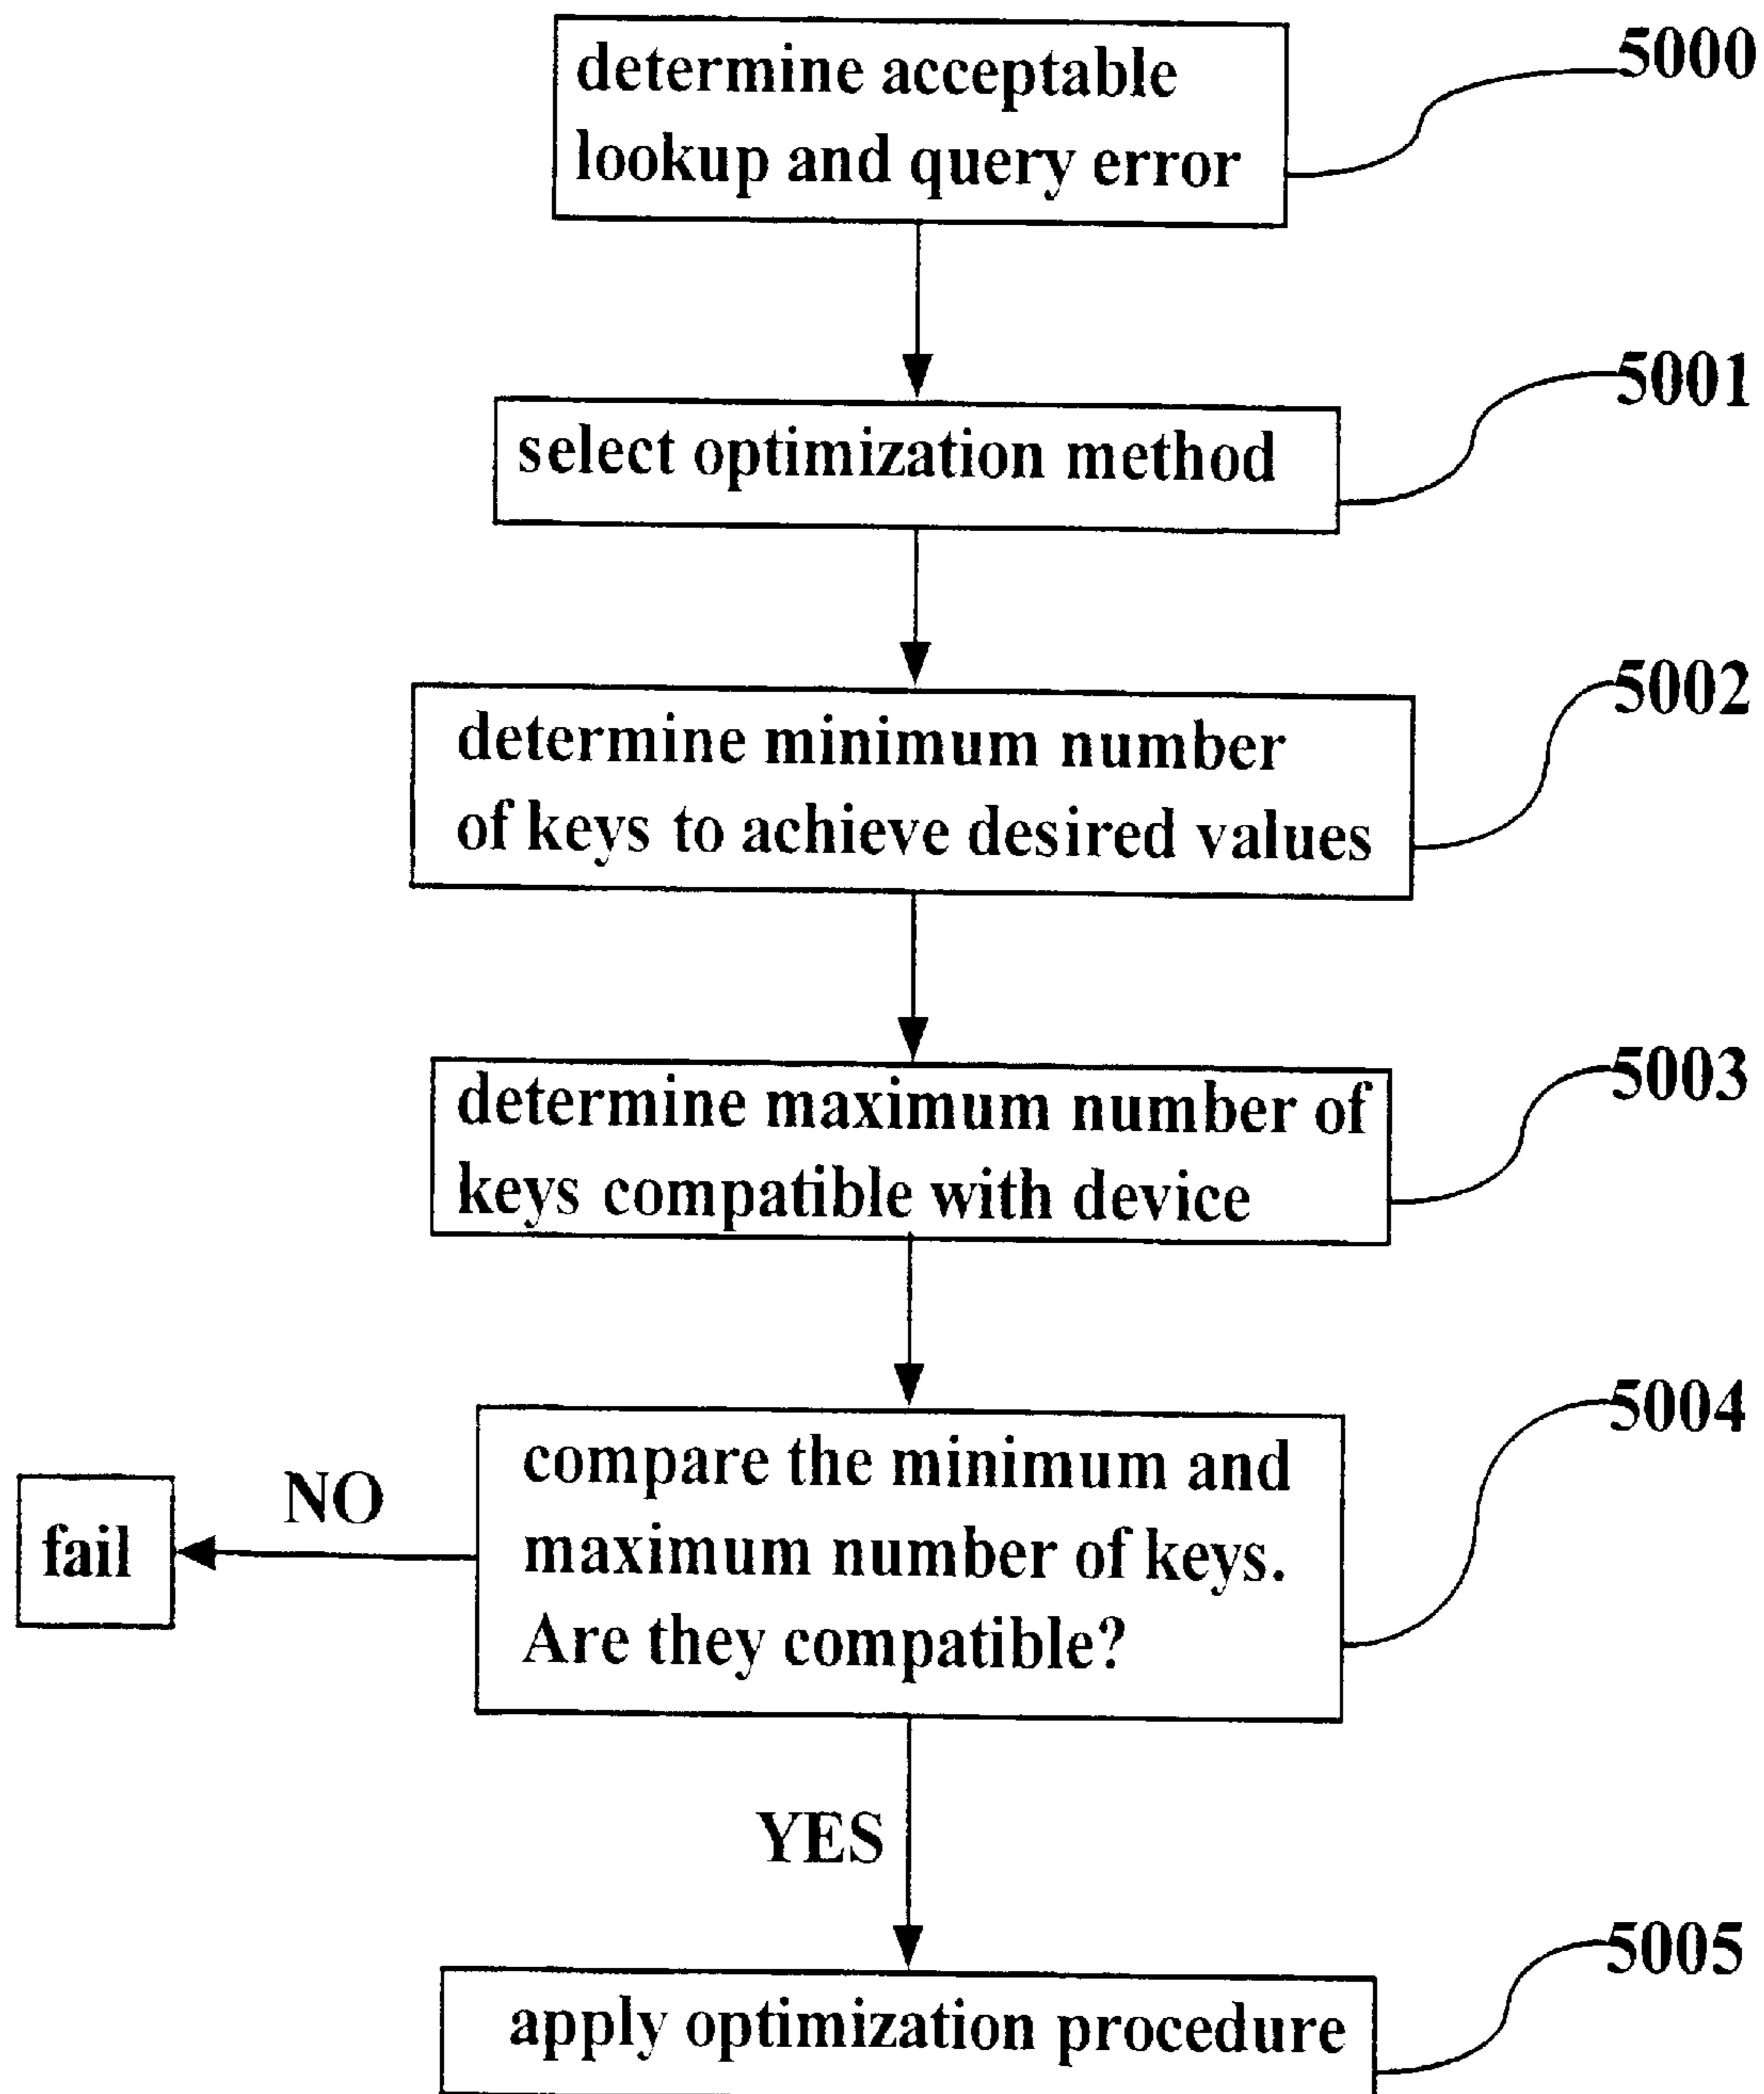 determine acceptable
lookup and query error
5000
select optimization method
5001
determine minimum number
of keys to achieve desired values
5002
determine maximum number of
keys compatible with device
5003
compare the minimum and
maximum number of keys.
Are they compatible?
5004
NO
fail
YES
apply optimization procedure
5005